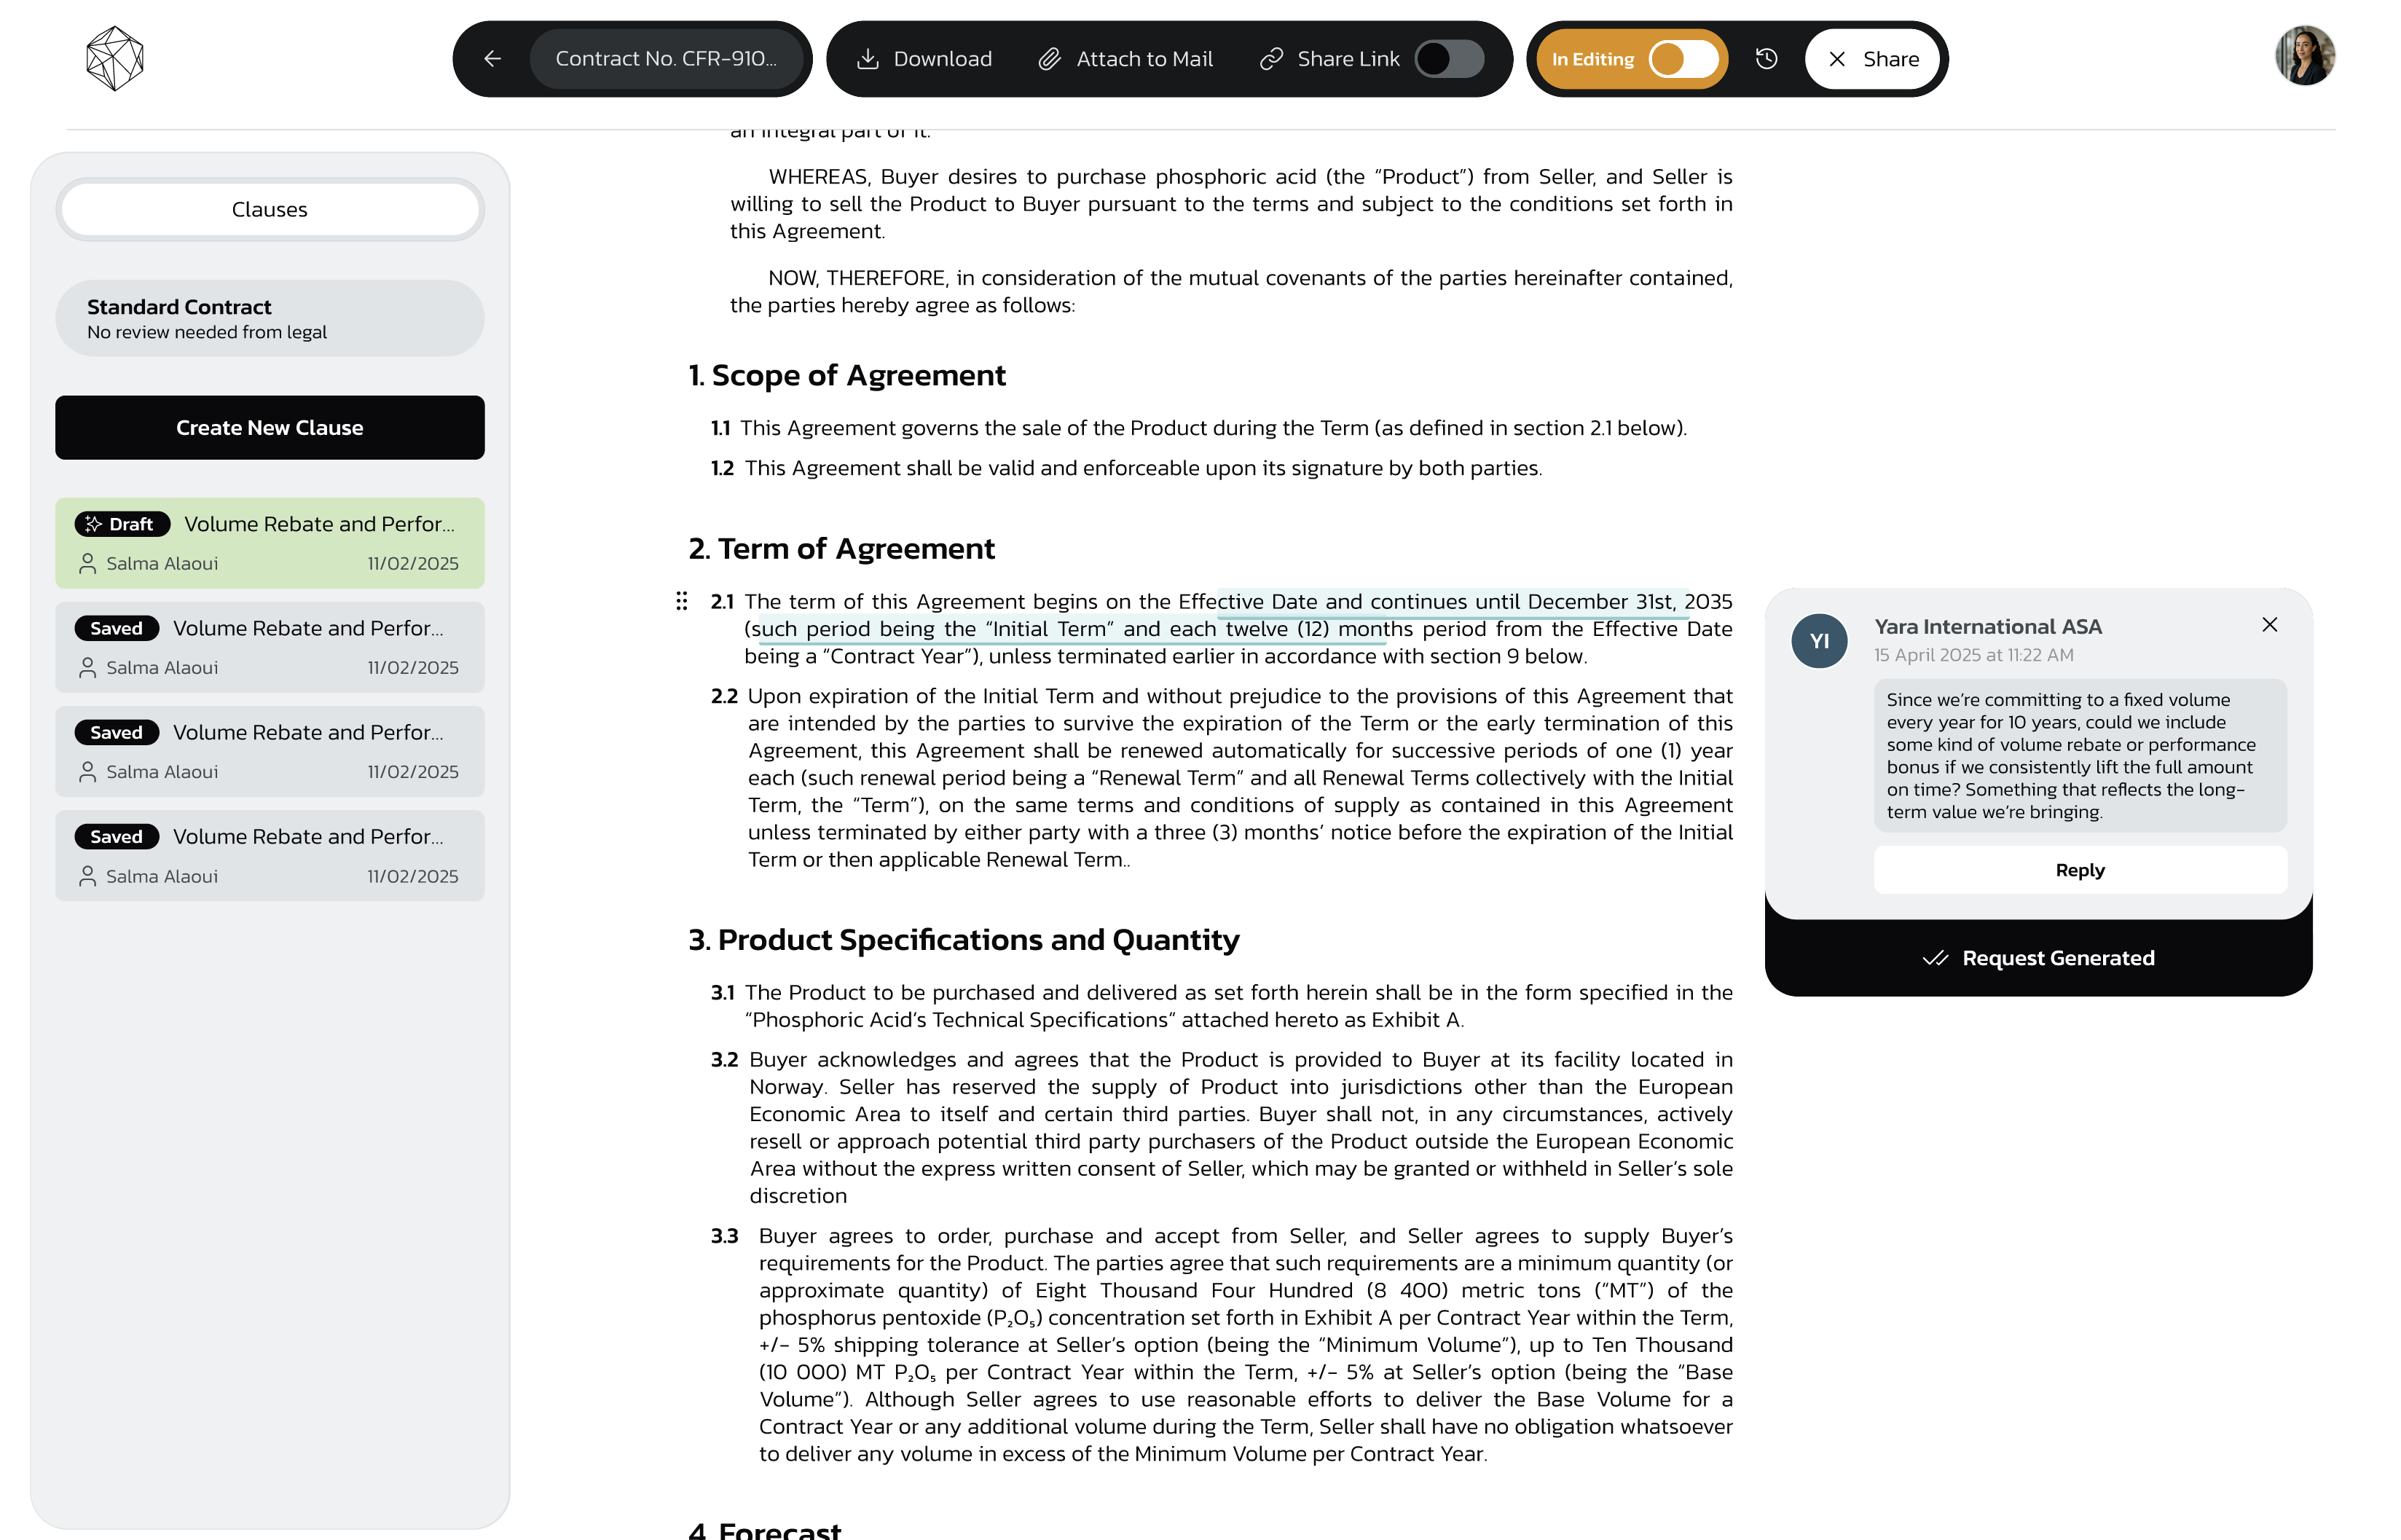 Contract No. CFR-910...
Download
Attach to Mail
Share Link
In Editing
Share
Clauses
Standard Contract
No review needed from legal
Create New Clause
Draft Volume Rebate and Perfor...
Salma Alaoui 11/02/2025
Saved Volume Rebate and Perfor...
Salma Alaoui 11/02/2025
Saved Volume Rebate and Perfor...
Salma Alaoui 11/02/2025
Saved Volume Rebate and Perfor...
Salma Alaoui 11/02/2025
an integral part of it.
WHEREAS, Buyer desires to purchase phosphoric acid (the “Product”) from Seller, and Seller is
willing to sell the Product to Buyer pursuant to the terms and subject to the conditions set forth in
this Agreement.
NOW, THEREFORE, in consideration of the mutual covenants of the parties hereinafter contained,
the parties hereby agree as follows:
1. Scope of Agreement
1.1 This Agreement governs the sale of the Product during the Term (as defined in section 2.1 below).
1.2 This Agreement shall be valid and enforceable upon its signature by both parties.
2. Term of Agreement
2.1 The term of this Agreement begins on the Effective Date and continues until December 31st, 2035
(such period being the “Initial Term” and each twelve (12) months period from the Effective Date
being a “Contract Year”), unless terminated earlier in accordance with section 9 below.
2.2 Upon expiration of the Initial Term and without prejudice to the provisions of this Agreement that
are intended by the parties to survive the expiration of the Term or the early termination of this
Agreement, this Agreement shall be renewed automatically for successive periods of one (1) year
each (such renewal period being a “Renewal Term” and all Renewal Terms collectively with the Initial
Term, the “Term”), on the same terms and conditions of supply as contained in this Agreement
unless terminated by either party with a three (3) months’ notice before the expiration of the Initial
Term or then applicable Renewal Term..
3. Product Specifications and Quantity
3.1 The Product to be purchased and delivered as set forth herein shall be in the form specified in the
“Phosphoric Acid’s Technical Specifications” attached hereto as Exhibit A.
3.2 Buyer acknowledges and agrees that the Product is provided to Buyer at its facility located in
Norway. Seller has reserved the supply of Product into jurisdictions other than the European
Economic Area to itself and certain third parties. Buyer shall not, in any circumstances, actively
resell or approach potential third party purchasers of the Product outside the European Economic
Area without the express written consent of Seller, which may be granted or withheld in Seller’s sole
discretion
3.3 Buyer agrees to order, purchase and accept from Seller, and Seller agrees to supply Buyer’s
requirements for the Product. The parties agree that such requirements are a minimum quantity (or
approximate quantity) of Eight Thousand Four Hundred (8 400) metric tons (“MT”) of the
phosphorus pentoxide (P₂O₅) concentration set forth in Exhibit A per Contract Year within the Term,
+/- 5% shipping tolerance at Seller’s option (being the “Minimum Volume”), up to Ten Thousand
(10 000) MT P₂O₅ per Contract Year within the Term, +/- 5% at Seller’s option (being the “Base
Volume”). Although Seller agrees to use reasonable efforts to deliver the Base Volume for a
Contract Year or any additional volume during the Term, Seller shall have no obligation whatsoever
to deliver any volume in excess of the Minimum Volume per Contract Year.
4. Forecast
YI
Yara International ASA
15 April 2025 at 11:22 AM
Since we’re committing to a fixed volume
every year for 10 years, could we include
some kind of volume rebate or performance
bonus if we consistently lift the full amount
on time? Something that reflects the long-
term value we’re bringing.
Reply
Request Generated